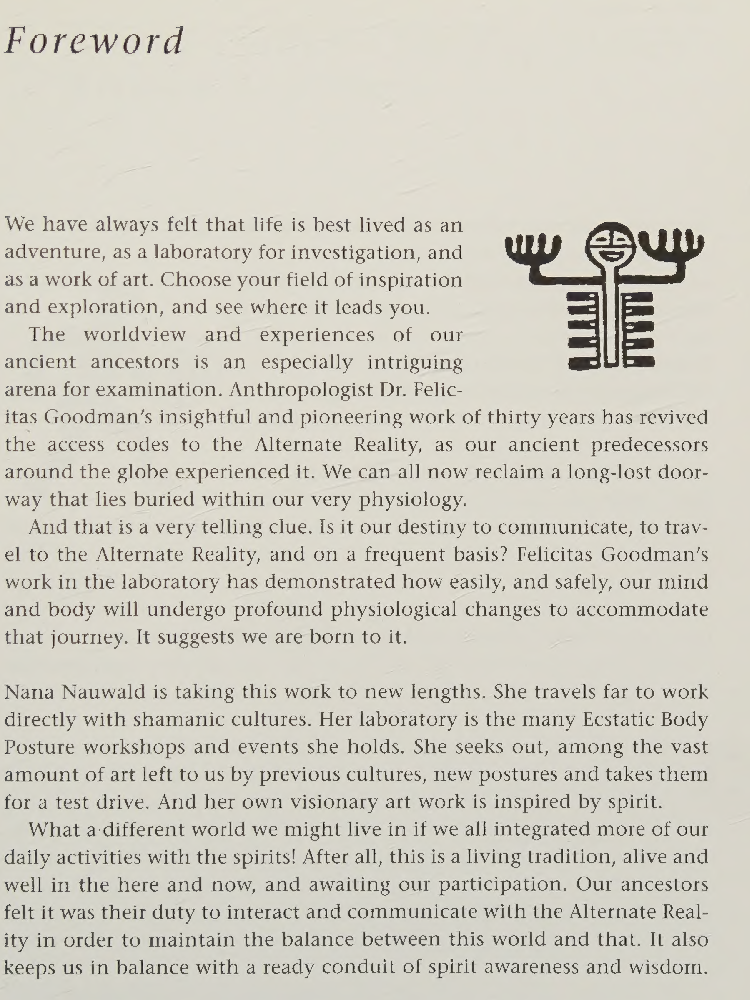 Foreword
We have always felt that life is best lived as an
adventure, as a laboratory for investigation, and
as a work of art. Choose your field of inspiration
and exploration, and see where it leads you.
The worldview and experiences of our
ancient ancestors is an especially intriguing
arena for examination. Anthropologist Dr. Felic-
itas Goodman's insightful and pioneering work of thirty years has revived
the access codes to the Alternate Reality, as our ancient predecessors
around the globe experienced it. We can all now reclaim a long-lost door-
way that lies buried within our very physiology.
And that is a very telling clue. Is it our destiny to communicate, to trav-
el to the Alternate Reality, and on a frequent basis? Felicitas Goodman's
work in the laboratory has demonstrated how easily, and safely, our mind
and body will undergo profound physiological changes to accommodate
that journey. It suggests we are born to it.
Nana Nauwald is taking this work to new lengths. She travels far to work
directly with shamanic cultures. Her laboratory is the many Ecstatic Body
Posture workshops and events she holds. She seeks out, among the vast
amount of art left to us by previous cultures, new postures and takes them
for a test drive. And her own visionary art work is inspired by spirit.
What a different world we might live in if we all integrated more of our
daily activities with the spirits! After all, this is a living tradition, alive and
well in the here and now, and awaiting our participation. Our ancestors
felt it was their duty to interact and communicate with the Alternate Real-
ity in order to maintain the balance between this world and that. It also
keeps us in balance with a ready conduit of spirit awareness and wisdom.